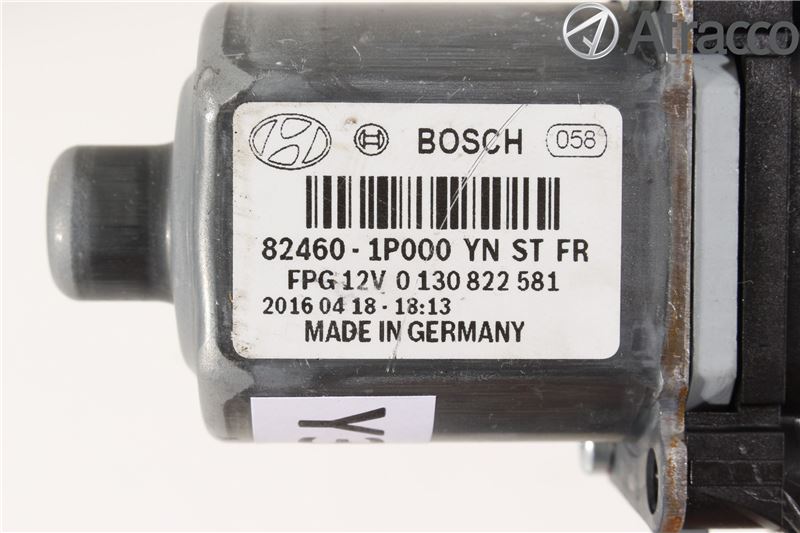 Atracco
BOSCH 058
82460 - 1P000 YN ST FR
FPG 12V 0 130 822 581
2016 04 18 - 18:13
MADE IN GERMANY